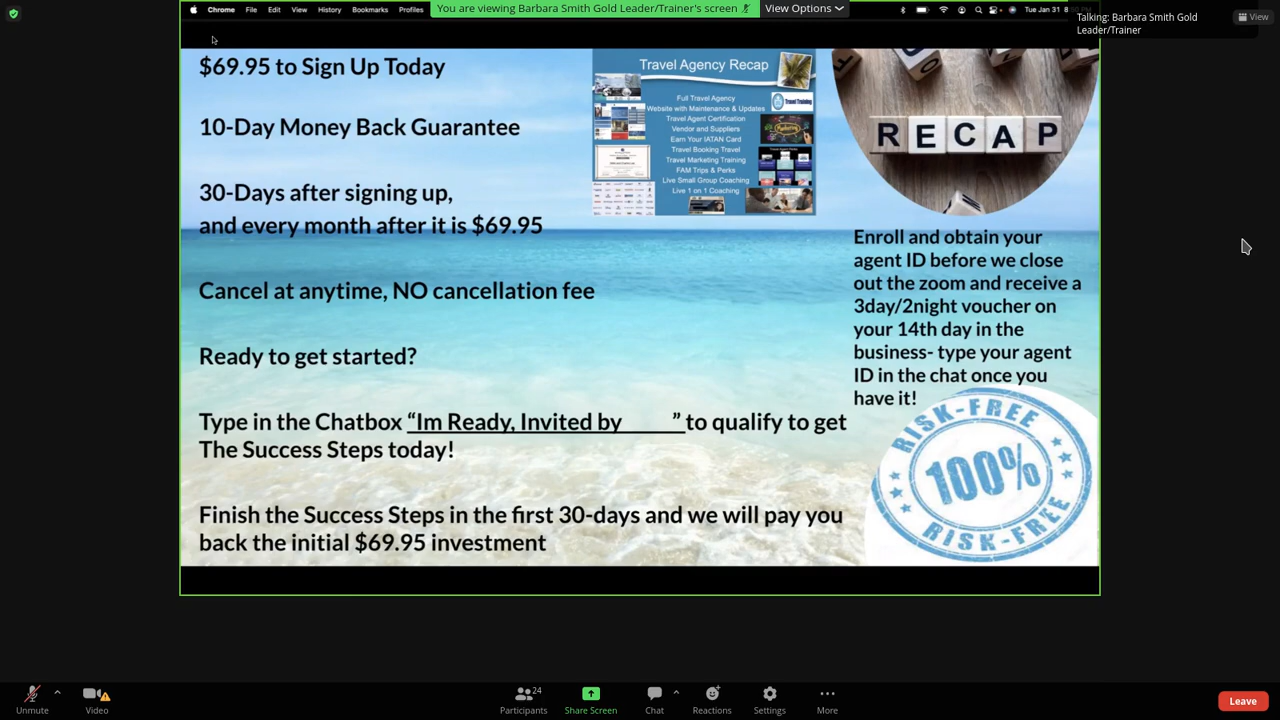 Chrome File Edit View History Bookmarks Profiles
You are viewing Barbara Smith Gold Leader/Trainer's screen
View Options
Tue Jan 31 8
Talking: Barbara Smith Gold
Leader/Trainer
View
$69.95 to Sign Up Today
10-Day Money Back Guarantee
30-Days after signing up,
and every month after it is $69.95
Cancel at anytime, NO cancellation fee
Ready to get started?
Type in the Chatbox “Im Ready, Invited by ” to qualify to get
The Success Steps today!
Finish the Success Steps in the first 30-days and we will pay you
back the initial $69.95 investment
Travel Agency Recap
Full Travel Agency
Website with Maintenance & Updates
Travel Agent Certification
Vendor and Suppliers
Earn Your IATAN Card
Travel Booking Travel
Travel Marketing Training
FAM Trips & Perks
Live Small Group Coaching
Live 1 on 1 Coaching
Travel Training
Marketing
RECAP
Enroll and obtain your
agent ID before we close
out the zoom and receive a
3day/2night voucher on
your 14th day in the
business- type your agent
ID in the chat once you
have it!
RISK-FREE
100%
RISK-FREE
Unmute
Video
24
Participants
Share Screen
Chat
Reactions
Settings
More
Leave